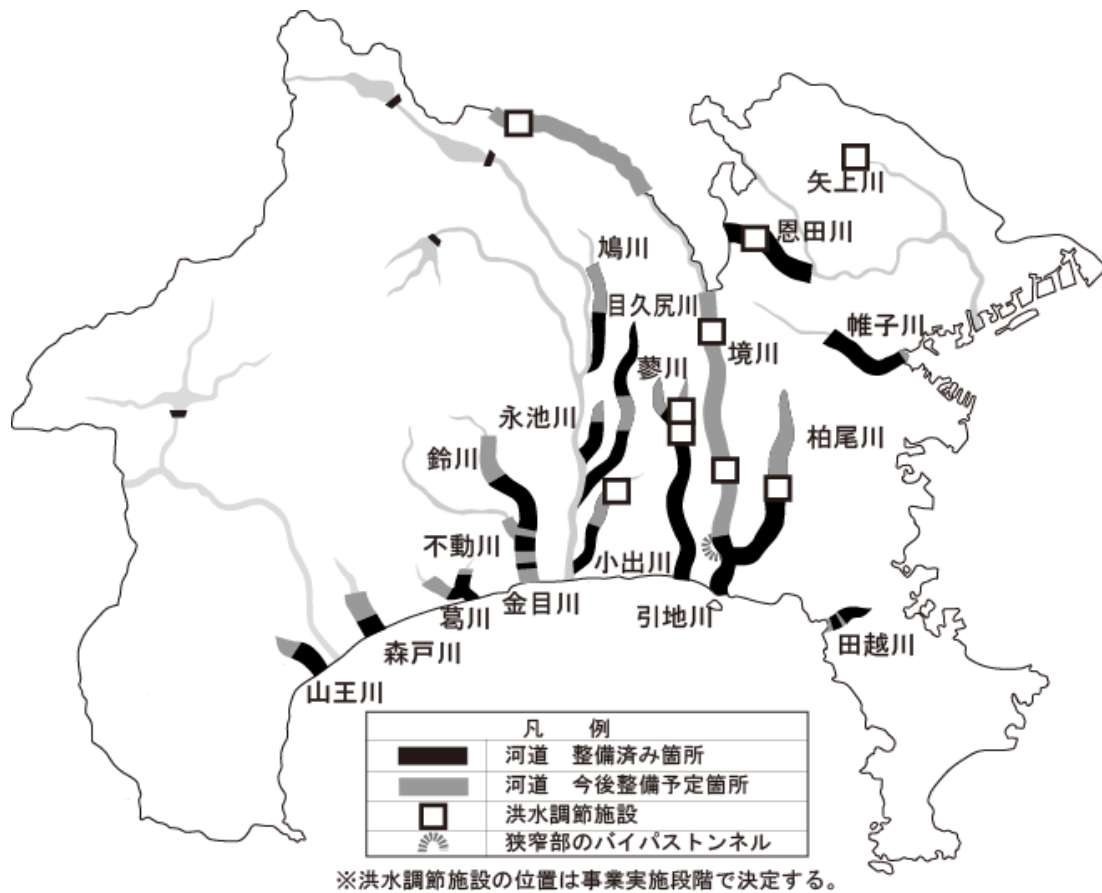 矢上川
恩田川
鳩川
目久尻川
帷子川
境川
蓼川
永池川
柏尾川
鈴川
不動川
小出川
葛川
金目川
引地川
田越川
森戸川
山王川
凡 例
河道 整備済み箇所
河道 今後整備予定箇所
洪水調節施設
狭窄部のバイパストンネル
※洪水調節施設の位置は事業実施段階で決定する。